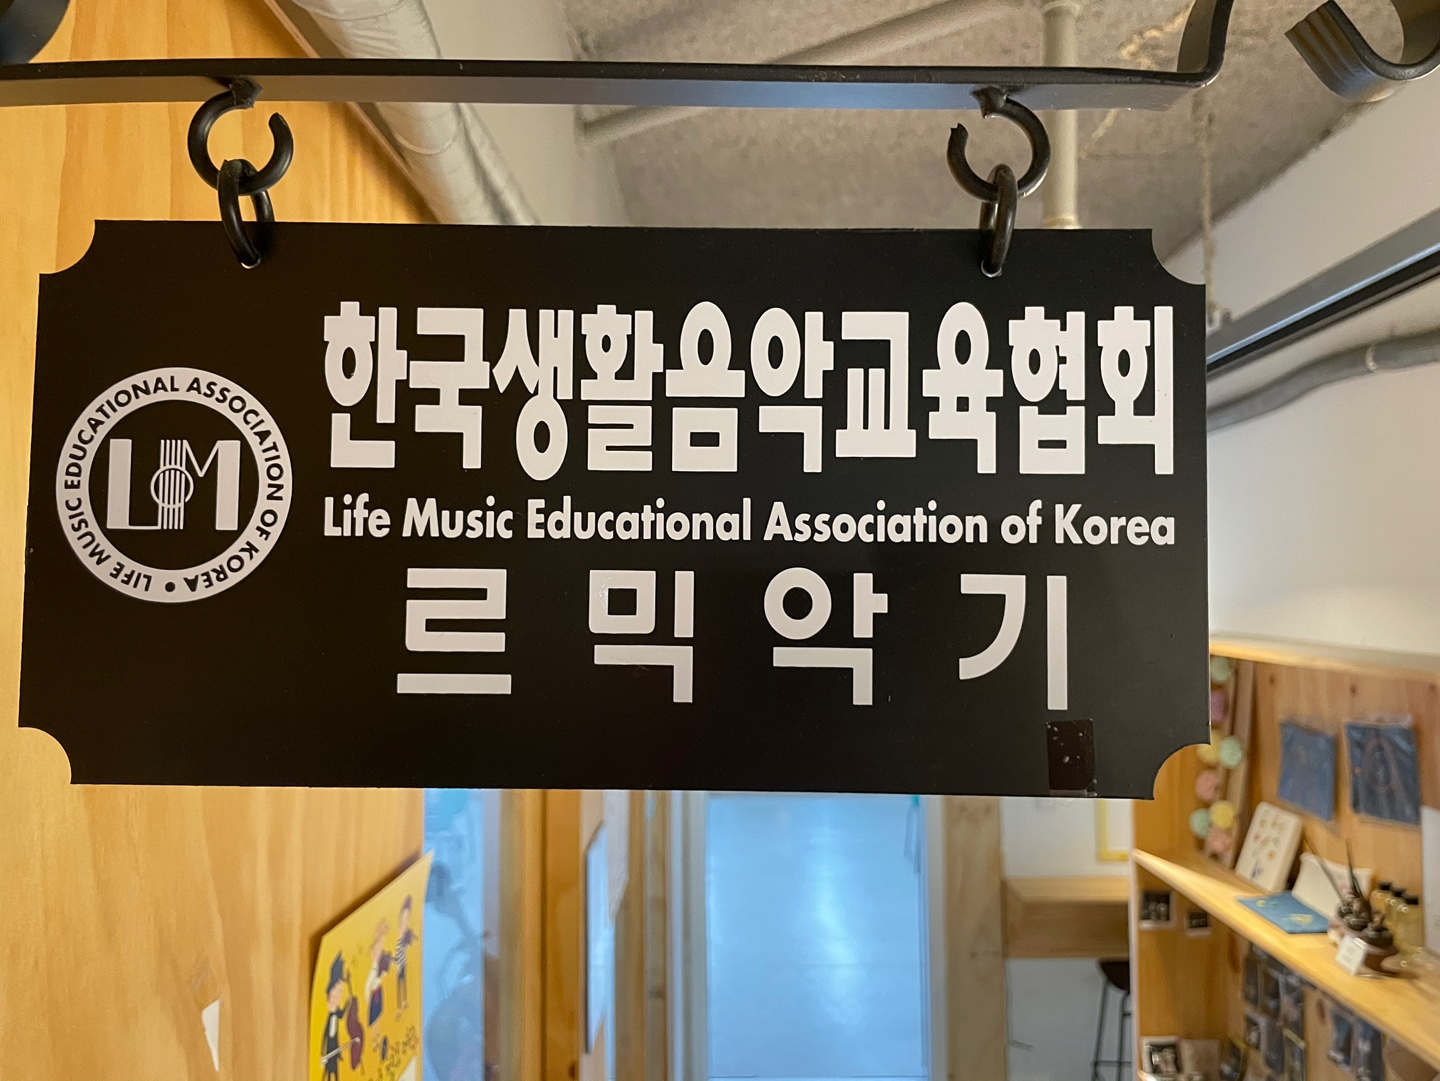 한국생활음악교육협회
Life Music Educational Association of Korea
르믹악기
LIFE MUSIC EDUCATIONAL ASSOCIATION OF KOREA •
LM